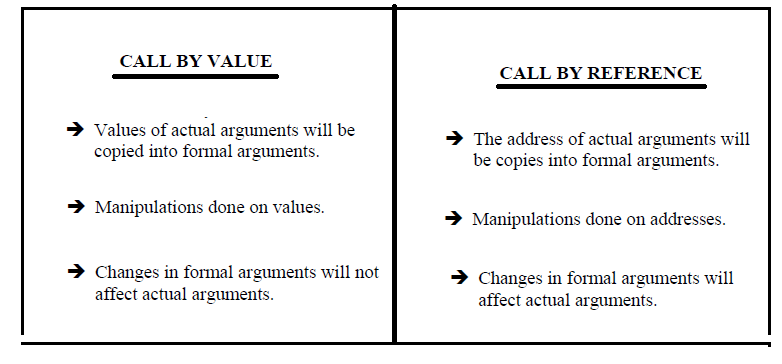 CALL BY VALUE
➔ Values of actual arguments will be
copied into formal arguments.
➔ Manipulations done on values.
➔ Changes in formal arguments will not
affect actual arguments.
CALL BY REFERENCE
➔ The address of actual arguments will
be copies into formal arguments.
➔ Manipulations done on addresses.
➔ Changes in formal arguments will
affect actual arguments.